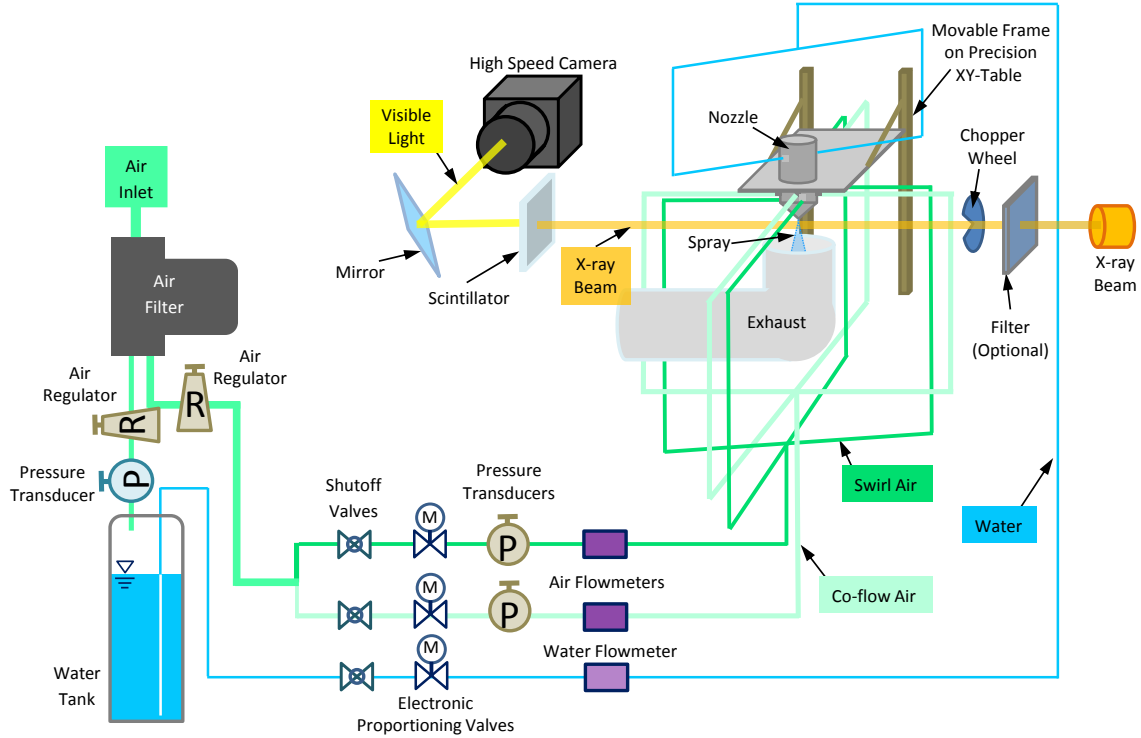 High Speed Camera
Movable Frame
on Precision
XY-Table
Visible
Light
Nozzle
Chopper
Wheel
Air
Inlet
Mirror
Scintillator
X-ray
Beam
Spray
X-ray
Beam
Air
Filter
Exhaust
Filter
(Optional)
Air
Regulator
Air
Regulator
R
R
Pressure
Transducer
P
Shutoff
Valves
Pressure
Transducers
Swirl Air
Water
M
P
Air Flowmeters
Co-flow Air
M
P
Water Flowmeter
M
Water
Tank
Electronic
Proportioning Valves